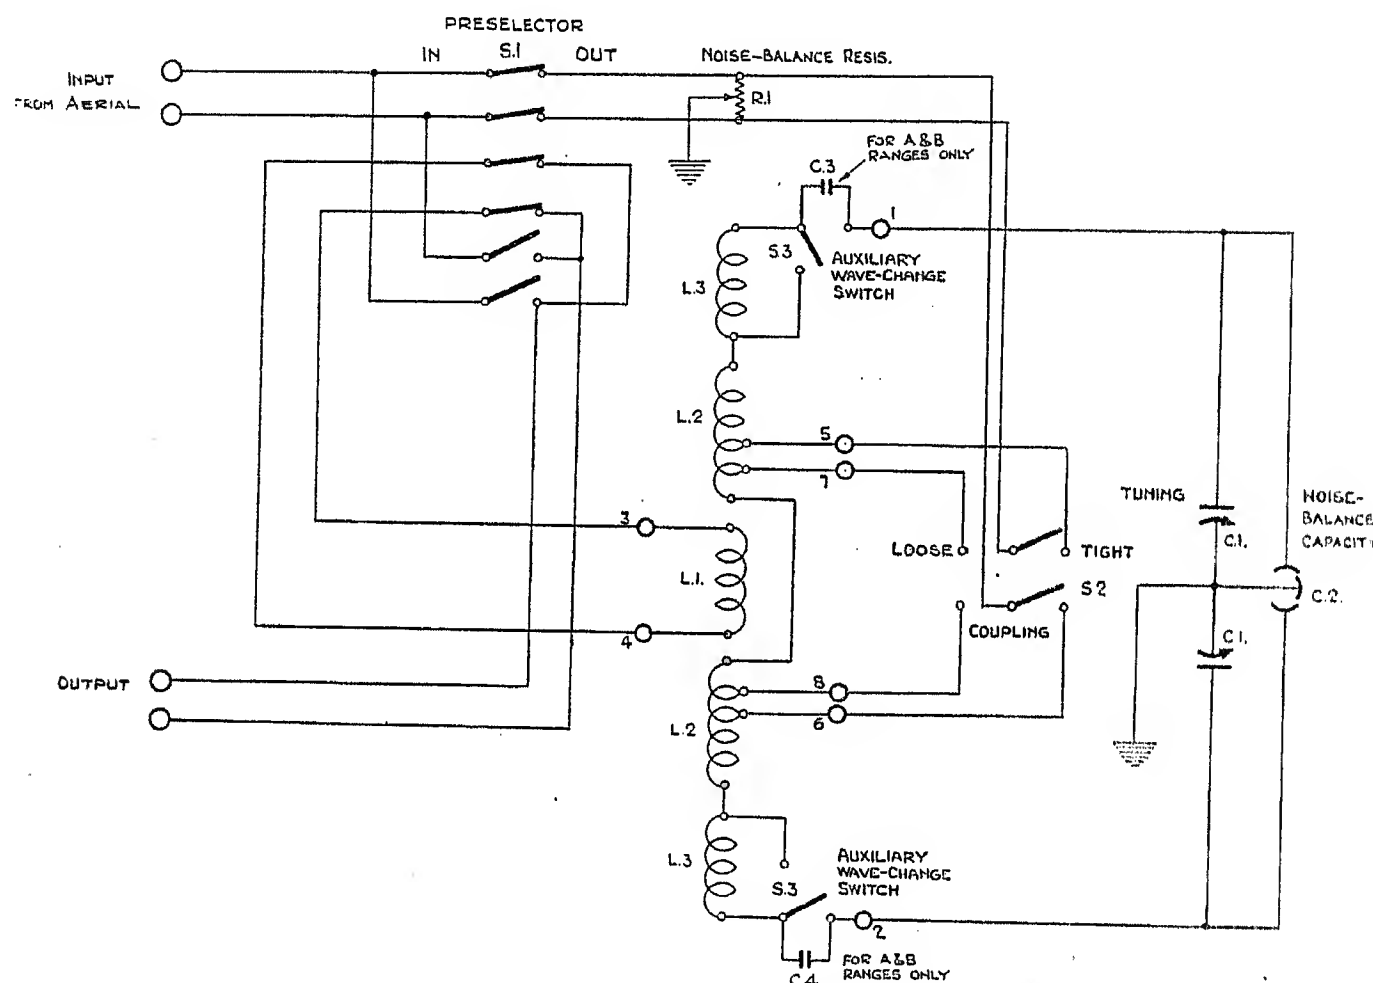 PRESELECTOR
IN S.1 OUT
NOISE-BALANCE RESIS.
INPUT
FROM AERIAL
R.1
FOR A&B
RANGES ONLY
C.3
1
S.3
AUXILIARY
WAVE-CHANGE
SWITCH
L.3
L.2
5
7
TUNING
C.1.
NOISE-
BALANCE
3
LOOSE
TIGHT
L.1.
S2
C.2.
4
COUPLING
C.1.
OUTPUT
8
6
L.2
L.3
AUXILIARY
WAVE-CHANGE
SWITCH
S.3
2
C.4.
FOR A&B
RANGES ONLY